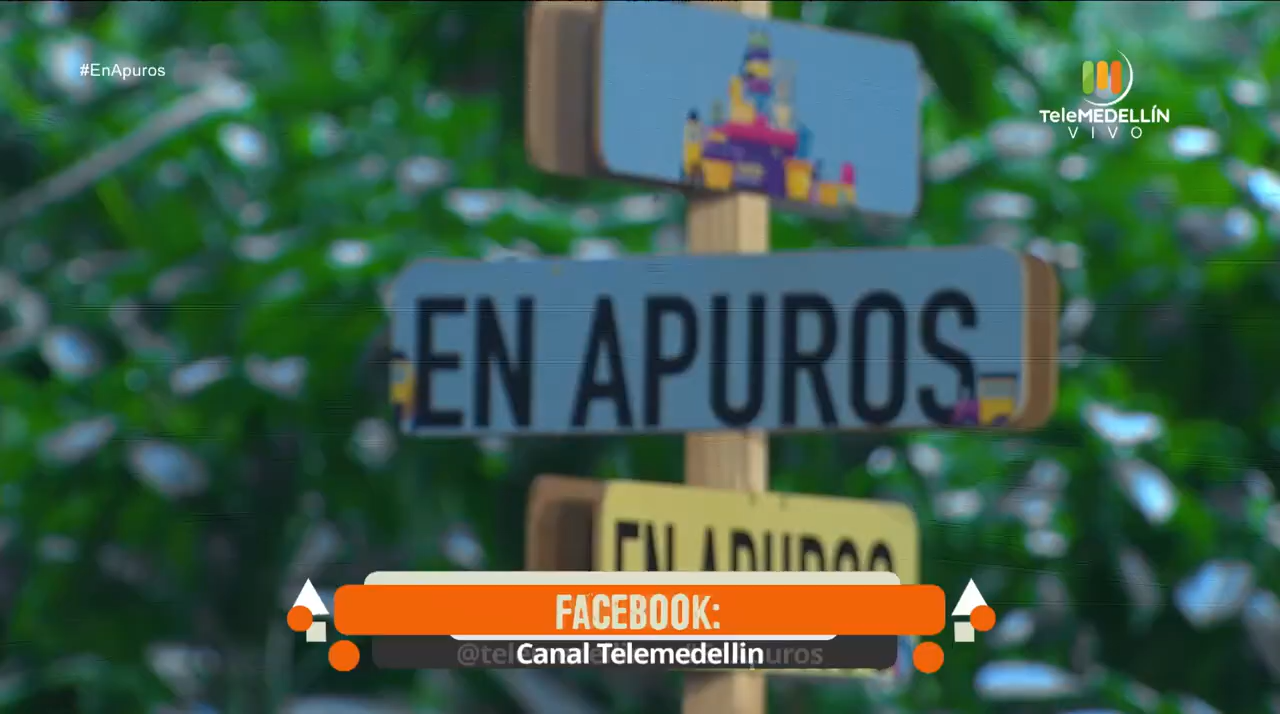 #EnApuros
TeleMEDELLÍN
VIVO
EN APUROS
EN APUROS
FACEBOOK:
Canal Telemedellin